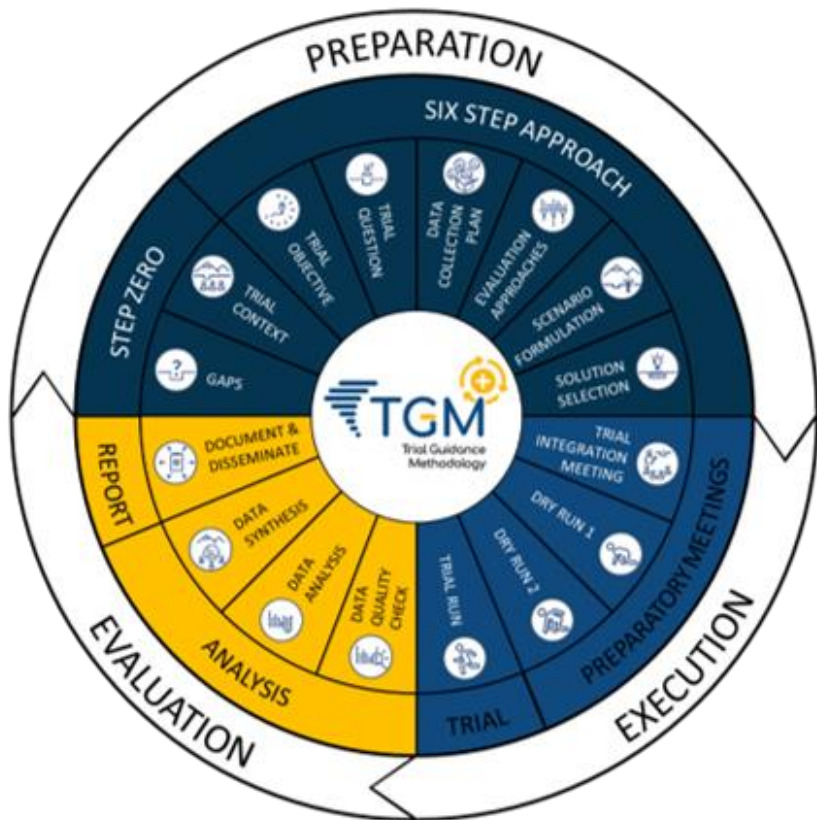 PREPARATION
SIX STEP APPROACH
STEP ZERO
GAPS
TRIAL
CONTEXT
TRIAL
OBJECTIVE
TRIAL
QUESTION
DATA
COLLECTION
PLAN
EVALUATION
APPROACHES
SCENARIO
FORMULATION
SOLUTION
SELECTION
EXECUTION
PREPARATORY MEETINGS
TRIAL
INTEGRATION
MEETING
DRY RUN 1
DRY RUN 2
TRIAL
TRIAL RUN
EVALUATION
ANALYSIS
DATA
QUALITY
CHECK
DATA ANALYSIS
DATA
SYNTHESIS
REPORT
DOCUMENT &
DISSEMINATE
TGM
Trial Guidance
Methodology